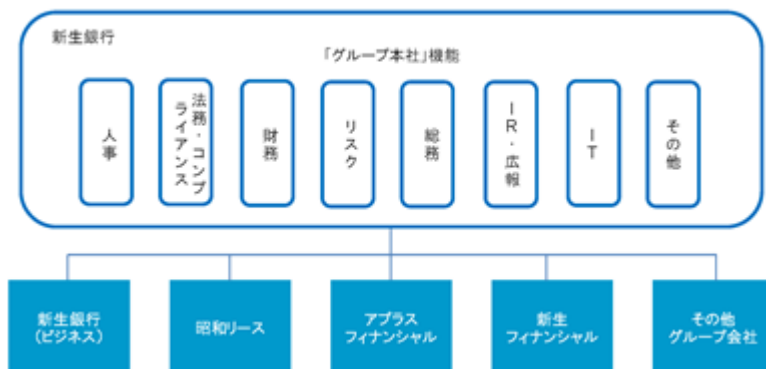 新生銀行
「グループ本社」機能
人事
法務・コンプ
ライアンス
財務
リスク
総務
IR・広報
IT
その他
新生銀行
(ビジネス)
昭和リース
アプラス
フィナンシャル
新生
フィナンシャル
その他
グループ会社